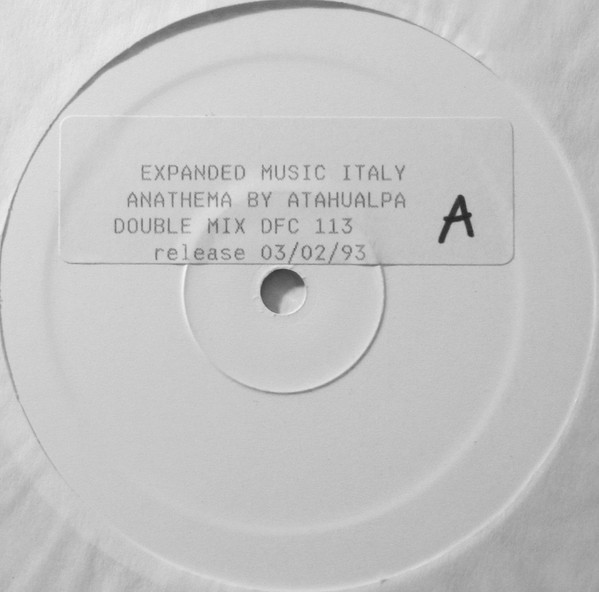 EXPANDED MUSIC ITALY
ANATHEMA BY ATAHUALPA
DOUBLE MIX DFC 113
release 03/02/93
A